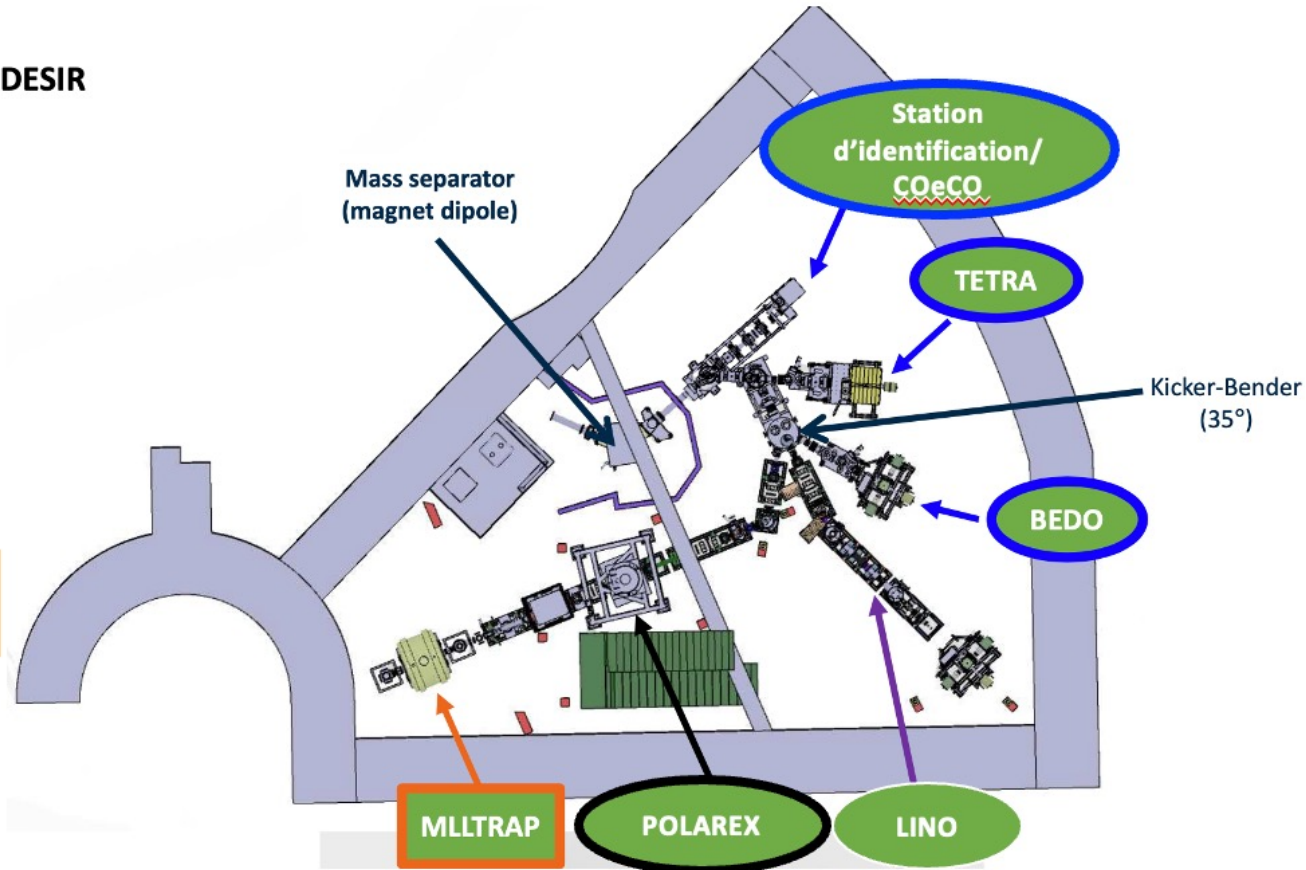 DESIR
Station
d’identification/
COeCO
Mass separator
(magnet dipole)
TETRA
Kicker-Bender
(35°)
BEDO
MLLTRAP
POLAREX
LINO